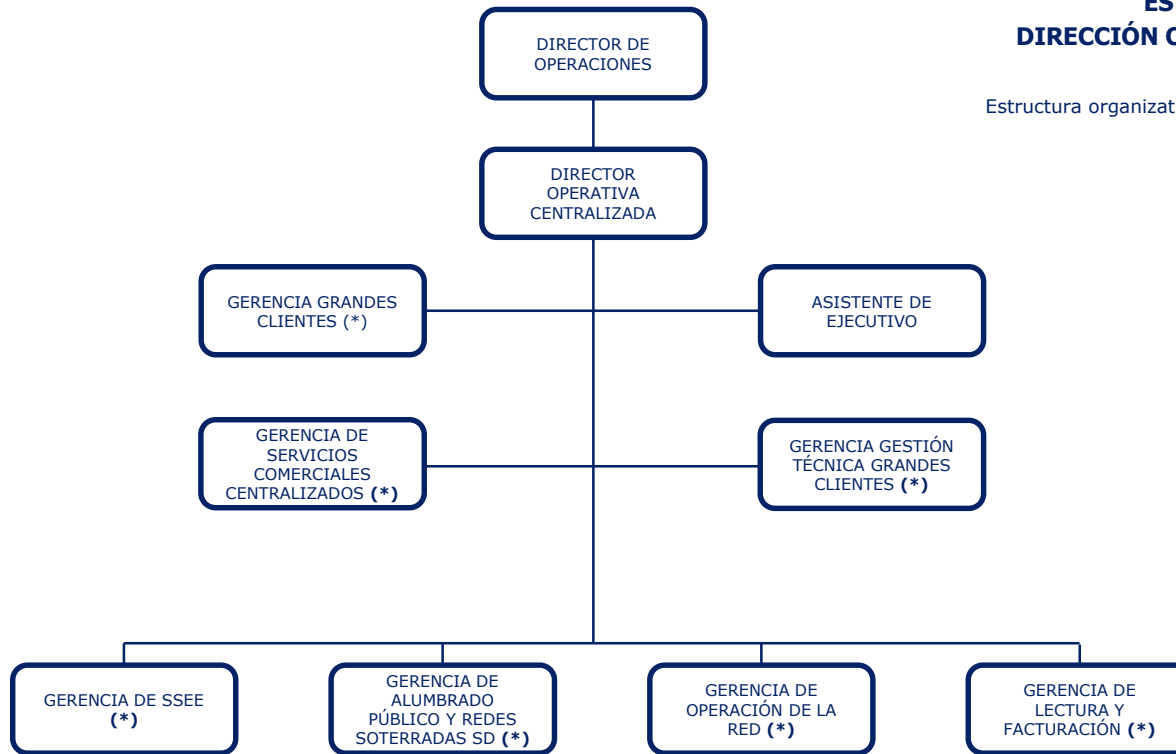 ES
DIRECCIÓN
Estructura organizat
DIRECTOR DE
OPERACIONES
DIRECTOR
OPERATIVA
CENTRALIZADA
GERENCIA GRANDES
CLIENTES (*)
ASISTENTE DE
EJECUTIVO
GERENCIA DE
SERVICIOS
COMERCIALES
CENTRALIZADOS (*)
GERENCIA GESTIÓN
TÉCNICA GRANDES
CLIENTES (*)
GERENCIA DE SSEE
(*)
GERENCIA DE
ALUMBRADO
PÚBLICO Y REDES
SOTERRADAS SD (*)
GERENCIA DE
OPERACIÓN DE LA
RED (*)
GERENCIA DE
LECTURA Y
FACTURACIÓN (*)